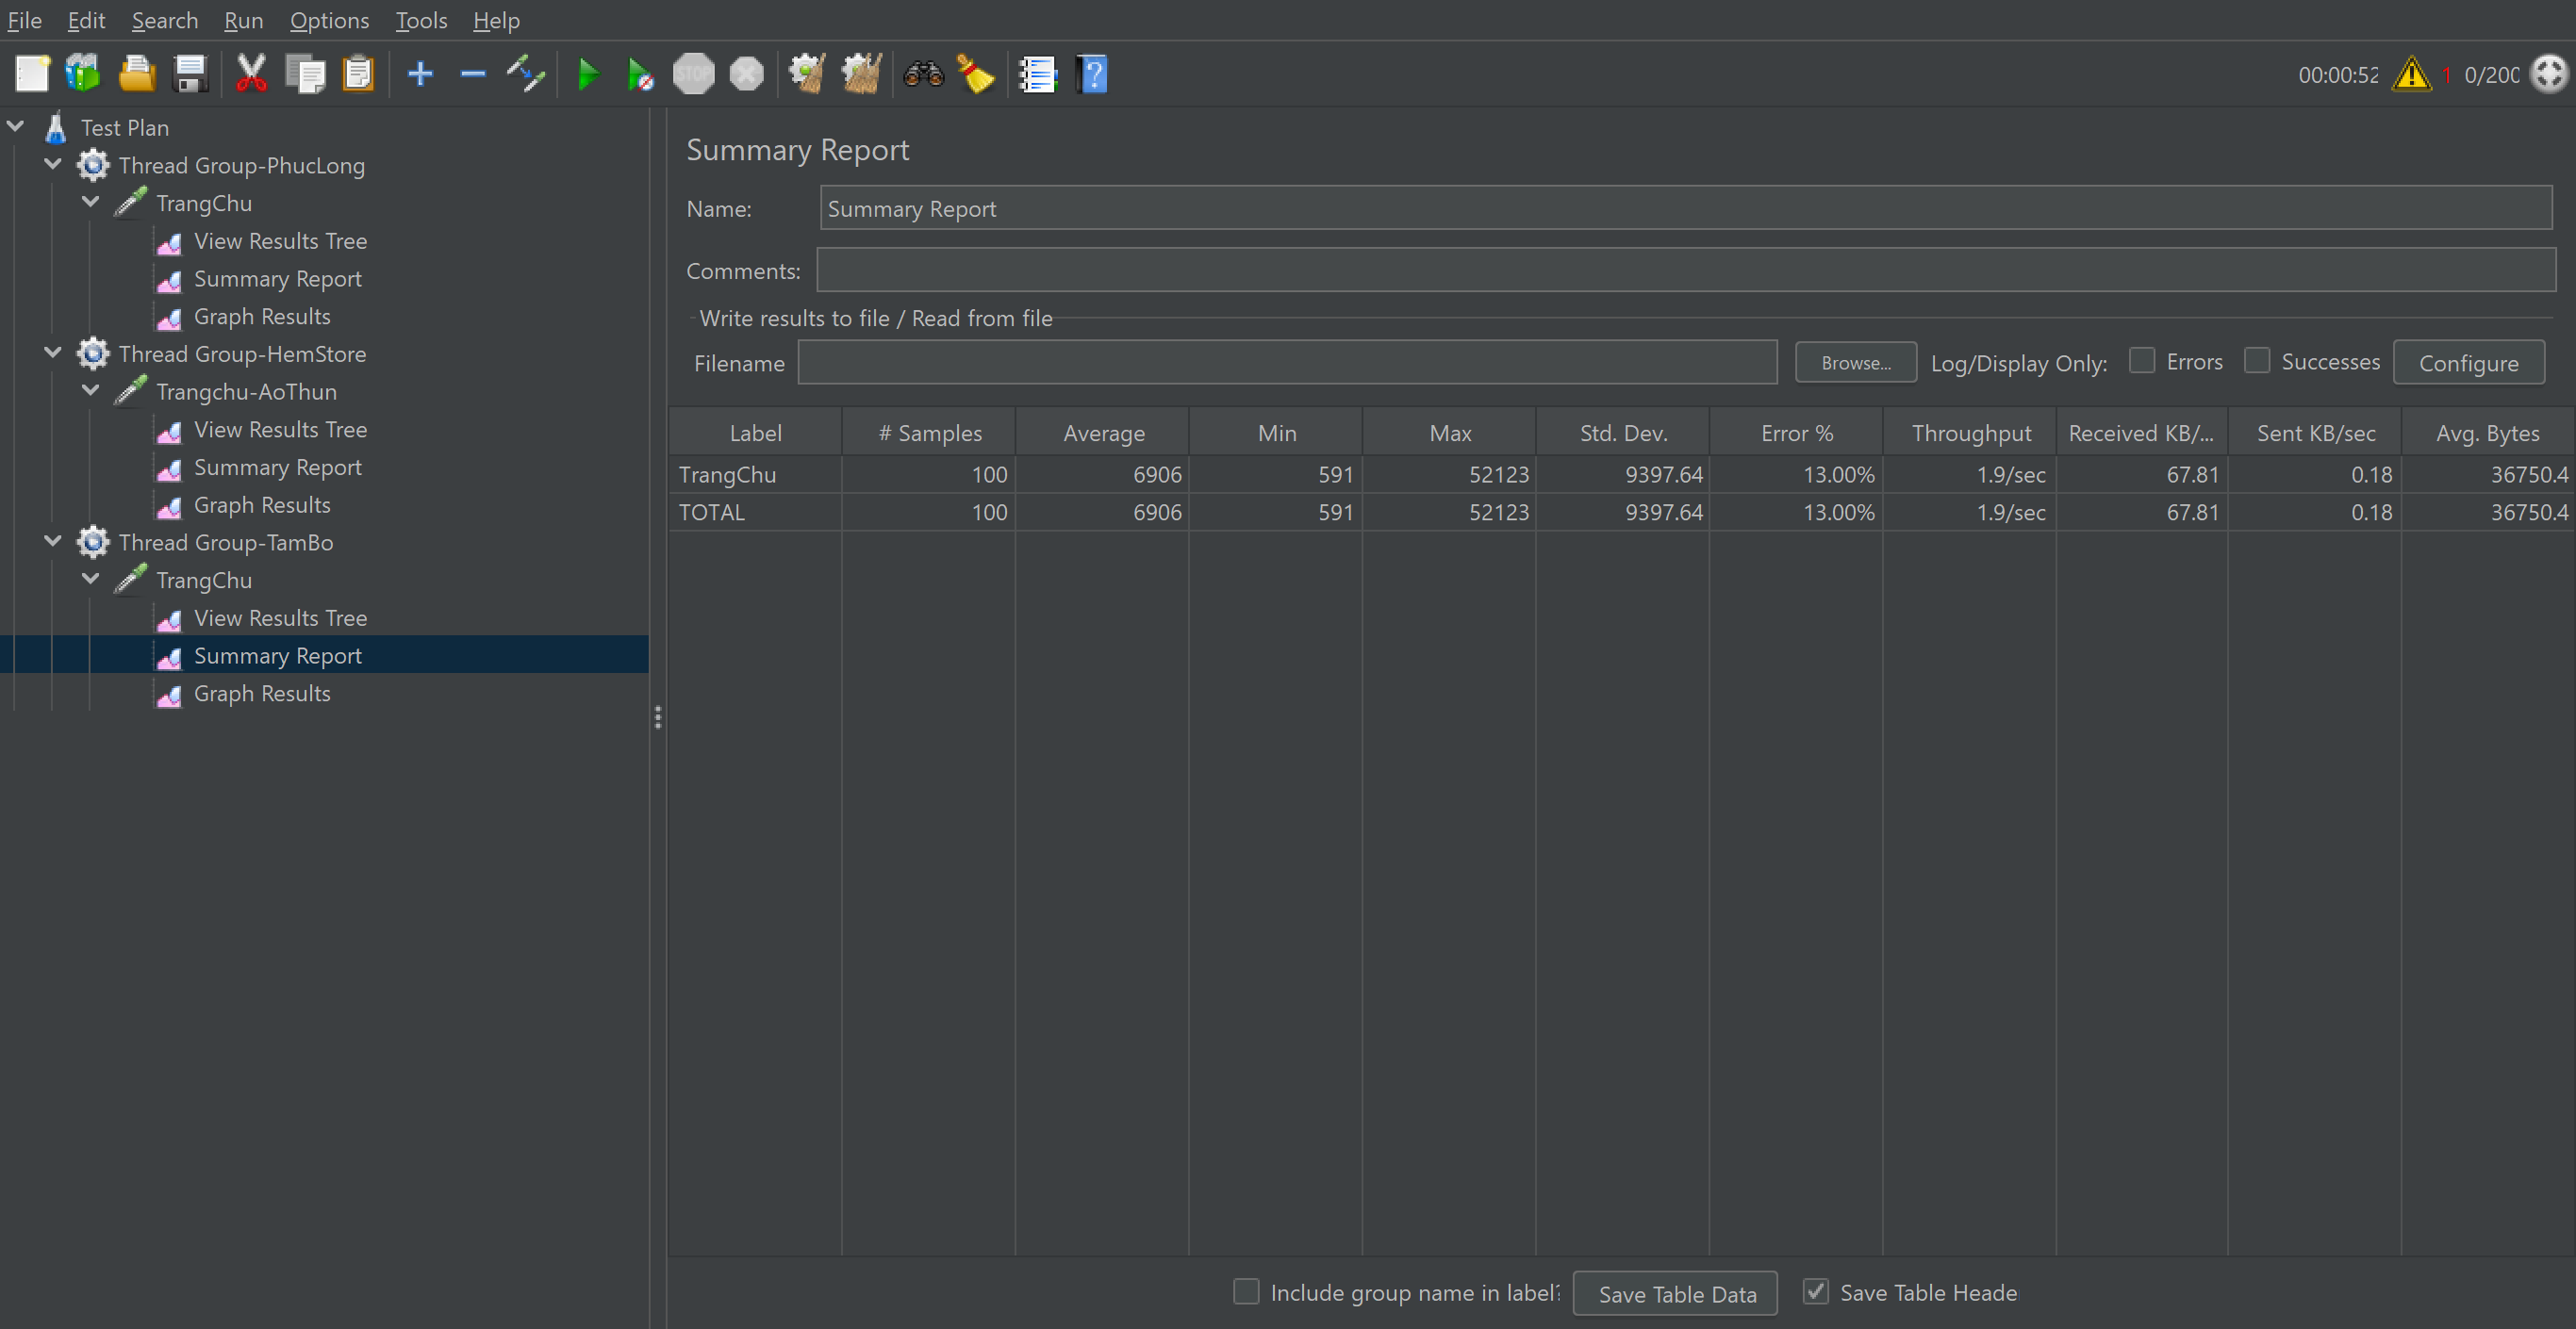 File Edit Search Run Options Tools Help
STOP
00:00:52 1 0/200
Test Plan
Thread Group-PhucLong
TrangChu
View Results Tree
Summary Report
Graph Results
Thread Group-HemStore
Trangchu-AoThun
View Results Tree
Summary Report
Graph Results
Thread Group-TamBo
TrangChu
View Results Tree
Summary Report
Graph Results
Summary Report
Name: Summary Report
Comments:
Write results to file / Read from file
Filename Browse... Log/Display Only: Errors Successes Configure
Label # Samples Average Min Max Std. Dev. Error % Throughput Received KB/... Sent KB/sec Avg. Bytes
TrangChu 100 6906 591 52123 9397.64 13.00% 1.9/sec 67.81 0.18 36750.4
TOTAL 100 6906 591 52123 9397.64 13.00% 1.9/sec 67.81 0.18 36750.4
Include group name in label? Save Table Data Save Table Heade